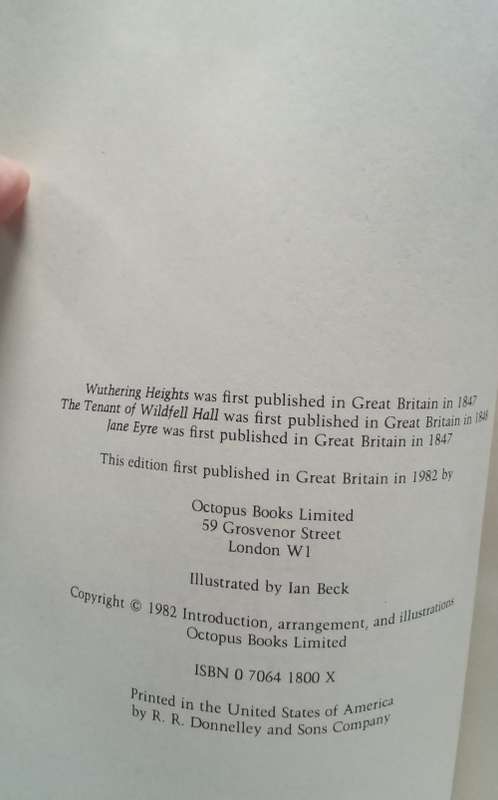 Wuthering Heights was first published in Great Britain in 1847
The Tenant of Wildfell Hall was first published in Great Britain in 1848
Jane Eyre was first published in Great Britain in 1847
This edition first published in Great Britain in 1982 by
Octopus Books Limited
59 Grosvenor Street
London W1
Illustrated by Ian Beck
Copyright © 1982 Introduction, arrangement, and illustrations
Octopus Books Limited
ISBN 0 7064 1800 X
Printed in the United States of America
by R. R. Donnelley and Sons Company